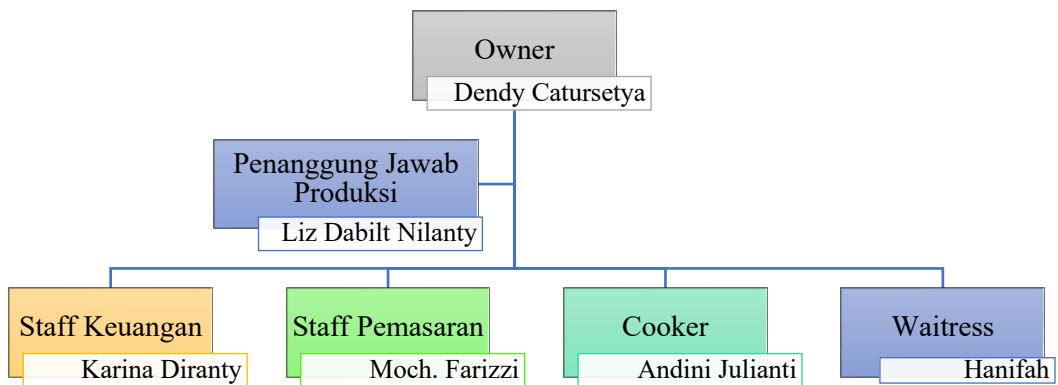 Owner
Dendy Catursetya
Penanggung Jawab
Produksi
Liz Dabilt Nilanty
Staff Keuangan
Karina Diranty
Staff Pemasaran
Moch. Farizzi
Cooker
Andini Julianti
Waitress
Hanifah